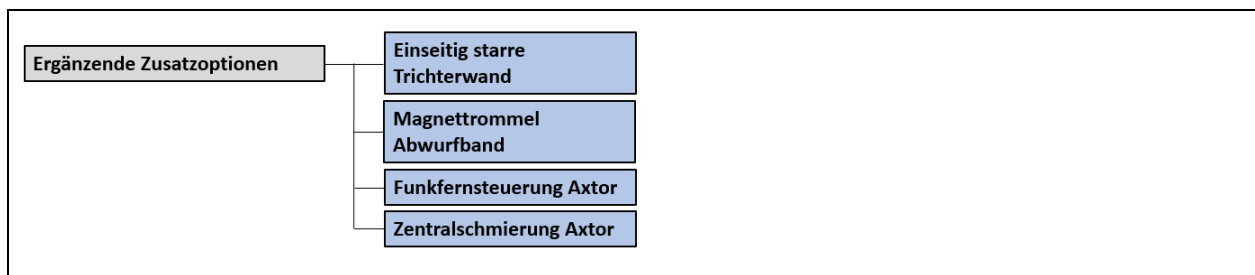 Ergänzende Zusatzoptionen
Einseitig starre
Trichterwand
Magnettrommel
Abwurfband
Funkfernsteuerung Axtor
Zentralschmierung Axtor